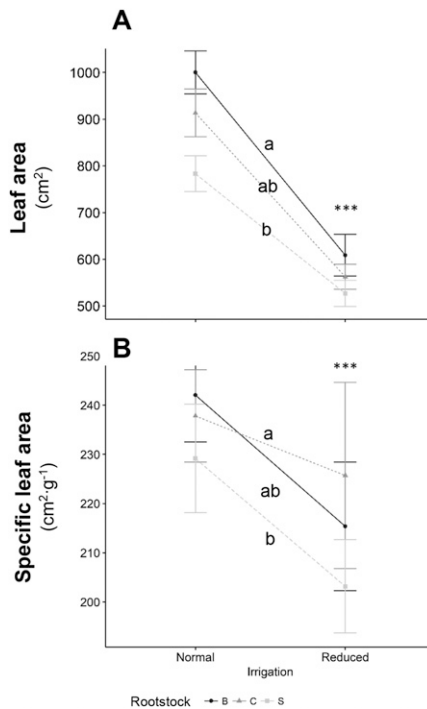 A
Leaf area
(cm²)
1000
900
800
700
600
500
a
ab
b
***
B
Specific leaf area
(cm²·g⁻¹)
250
240
230
220
210
200
a
ab
b
***
Normal
Reduced
Irrigation
Rootstock B C S